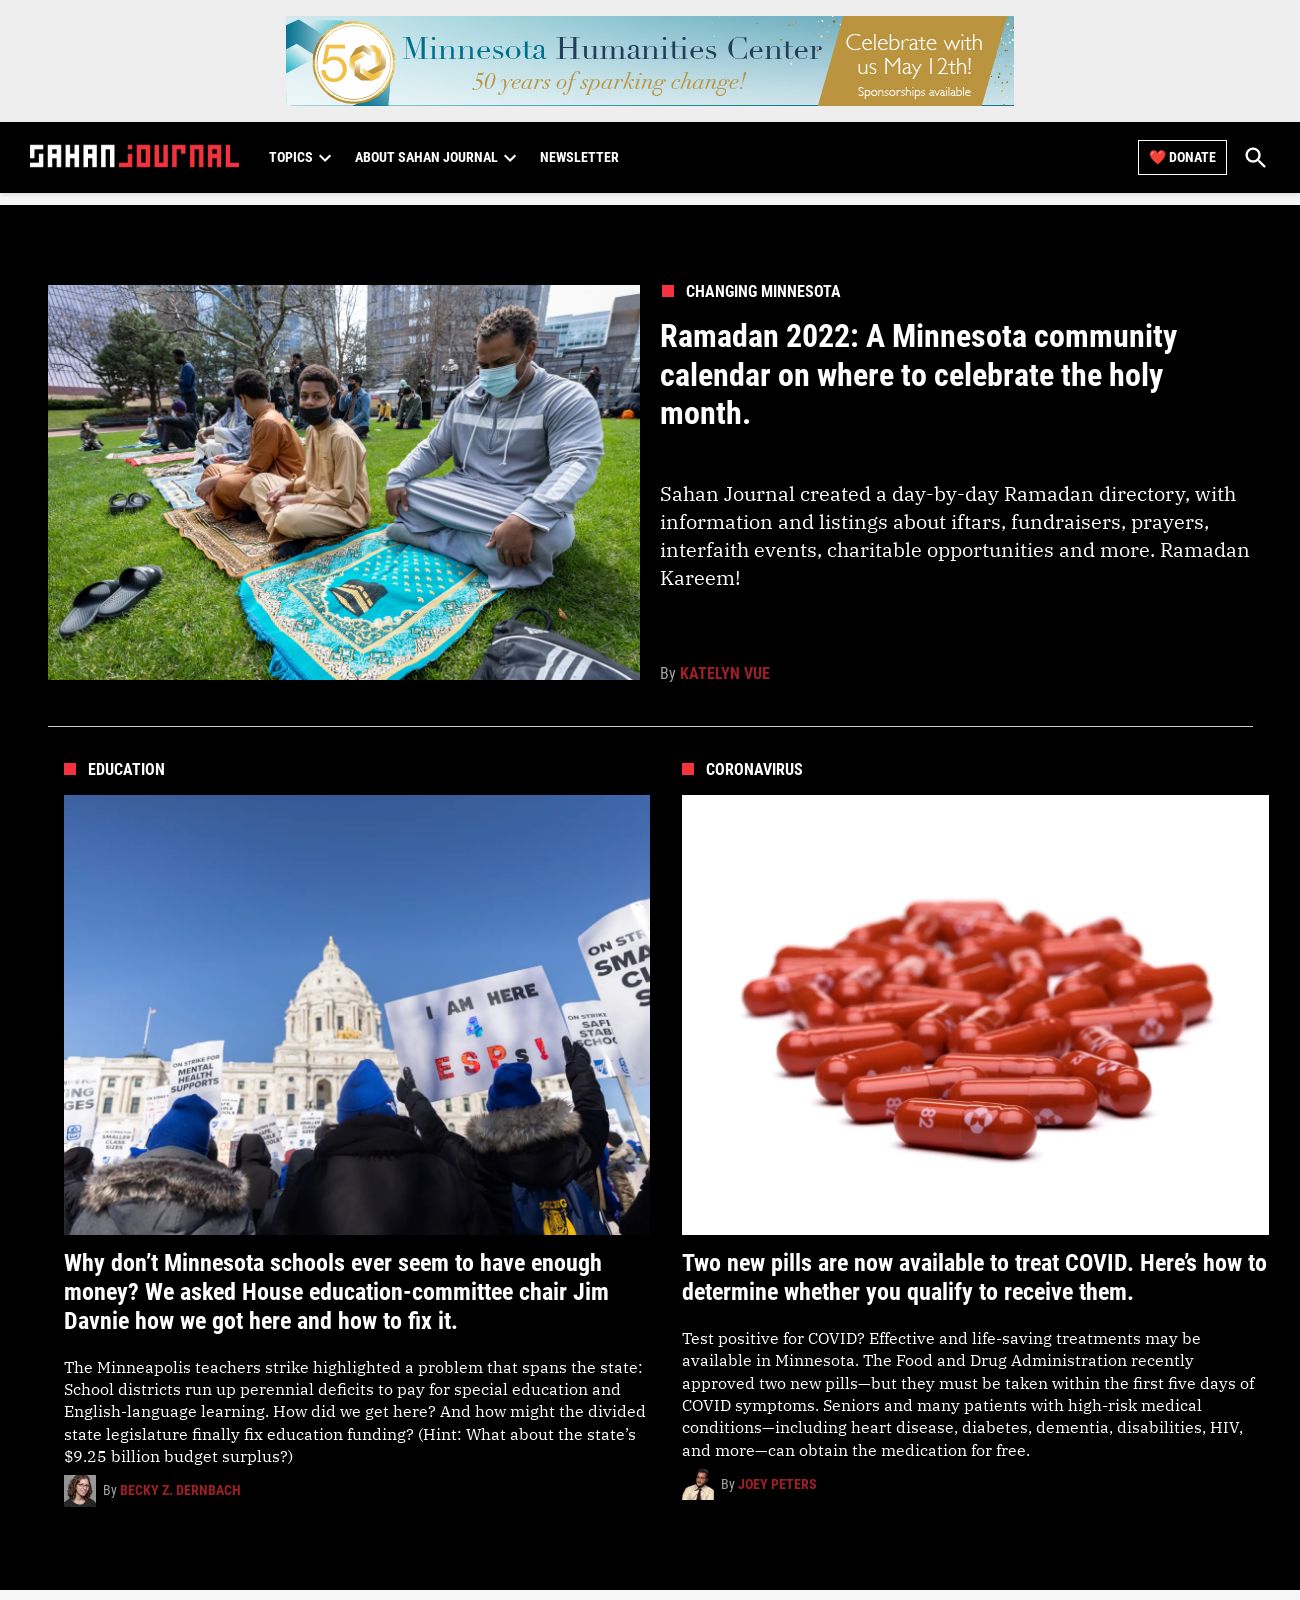 50
Minnesota Humanities Center
50 years of sparking change!
Celebrate with
us May 12th!
Sponsorships available
SAHAN JOURNAL
TOPICS
ABOUT SAHAN JOURNAL
NEWSLETTER
❤️ DONATE
CHANGING MINNESOTA
Ramadan 2022: A Minnesota community
calendar on where to celebrate the holy
month.
Sahan Journal created a day-by-day Ramadan directory, with
information and listings about iftars, fundraisers, prayers,
interfaith events, charitable opportunities and more. Ramadan
Kareem!
By KATELYN VUE
EDUCATION
I AM HERE
4
ESPs!
ON STRIKE FOR
MENTAL
HEALTH
SUPPORTS
SMALLER
CLASS
SIZES
Why don’t Minnesota schools ever seem to have enough
money? We asked House education-committee chair Jim
Davnie how we got here and how to fix it.
The Minneapolis teachers strike highlighted a problem that spans the state:
School districts run up perennial deficits to pay for special education and
English-language learning. How did we get here? And how might the divided
state legislature finally fix education funding? (Hint: What about the state’s
$9.25 billion budget surplus?)
By BECKY Z. DERNBACH
CORONAVIRUS
82
82
Two new pills are now available to treat COVID. Here’s how to
determine whether you qualify to receive them.
Test positive for COVID? Effective and life-saving treatments may be
available in Minnesota. The Food and Drug Administration recently
approved two new pills—but they must be taken within the first five days of
COVID symptoms. Seniors and many patients with high-risk medical
conditions—including heart disease, diabetes, dementia, disabilities, HIV,
and more—can obtain the medication for free.
By JOEY PETERS